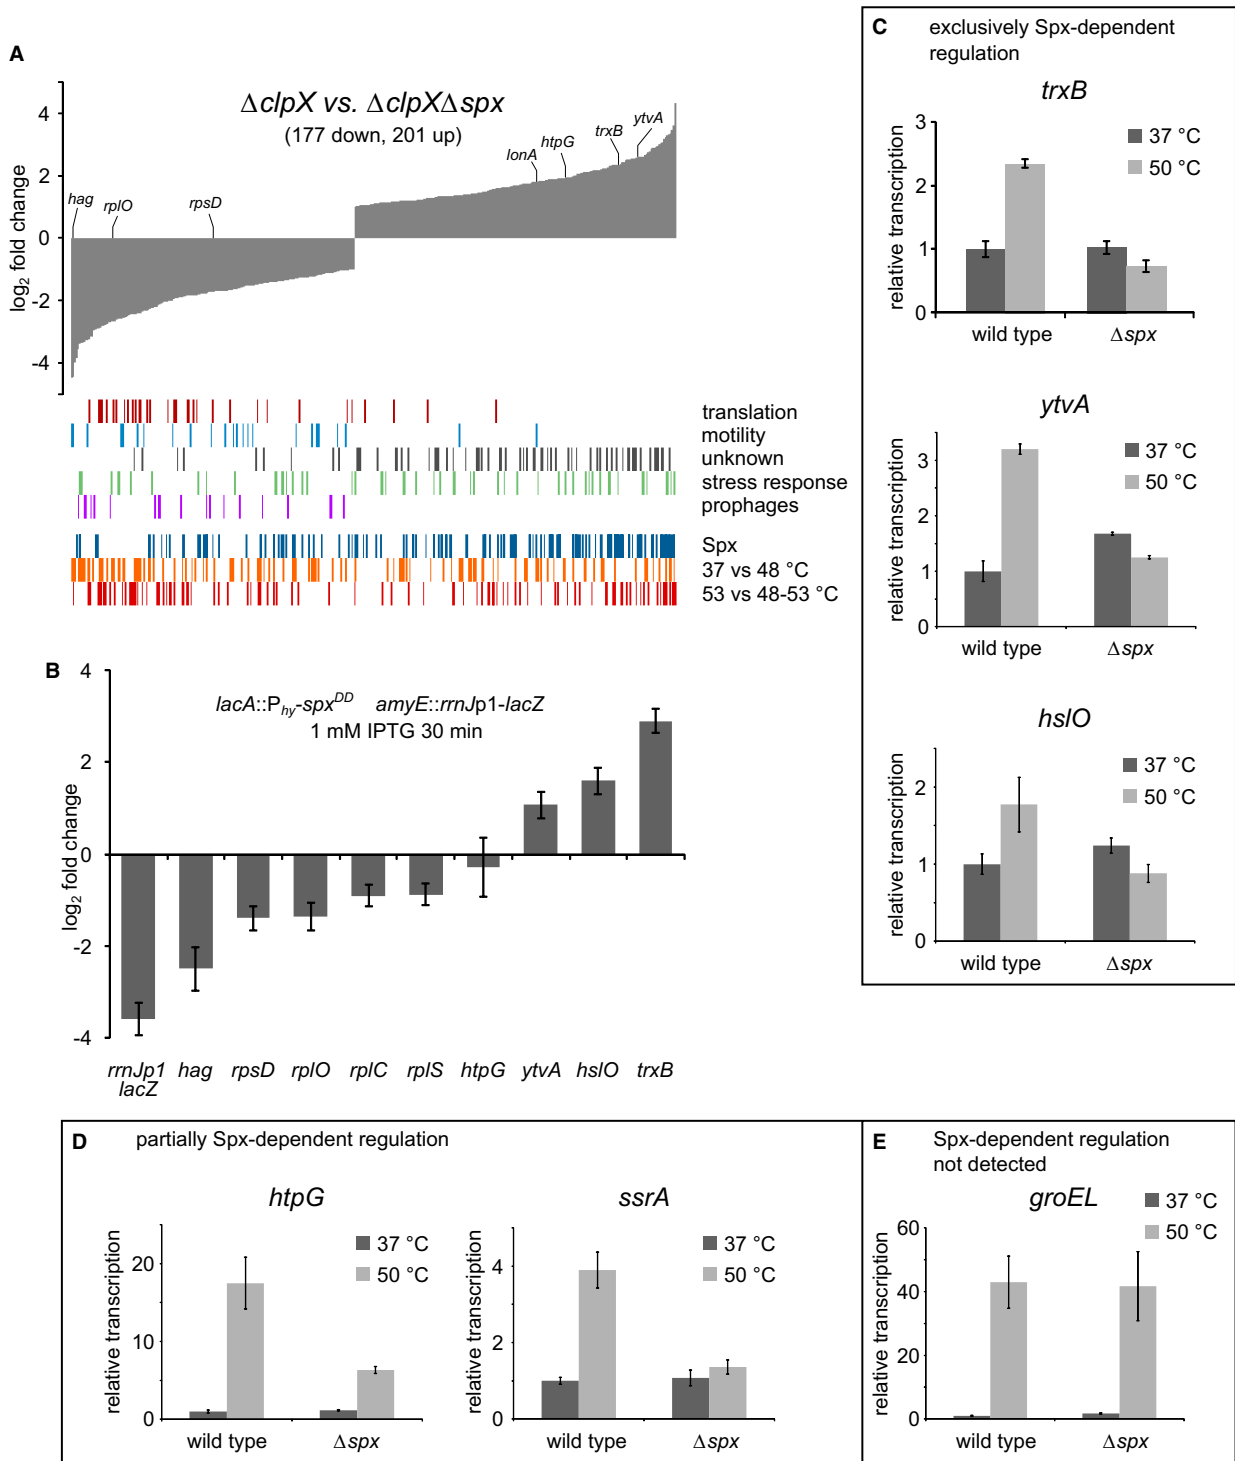 A
ΔclpX vs. ΔclpXΔspx
(177 down, 201 up)
log2 fold change
4
2
0
-2
-4
hag
rplO
rpsD
lonA
htpG
trxB
ytvA
translation
motility
unknown
stress response
prophages
Spx
37 vs 48 °C
53 vs 48-53 °C
B
lacA::Phy-spxDD amyE::rrnJp1-lacZ
1 mM IPTG 30 min
log2 fold change
4
2
0
-2
-4
rrnJp1 lacZ
hag
rpsD
rplO
rplC
rplS
htpG
ytvA
hslO
trxB
C exclusively Spx-dependent
regulation
trxB
relative transcription
3
2
1
0
37 °C
50 °C
wild type
Δspx
ytvA
relative transcription
3
2
1
0
37 °C
50 °C
wild type
Δspx
hslO
relative transcription
2
1
0
37 °C
50 °C
wild type
Δspx
D partially Spx-dependent regulation
htpG
relative transcription
20
10
0
37 °C
50 °C
wild type
Δspx
ssrA
relative transcription
4
2
0
37 °C
50 °C
wild type
Δspx
E Spx-dependent regulation
not detected
groEL
relative transcription
60
40
20
0
37 °C
50 °C
wild type
Δspx